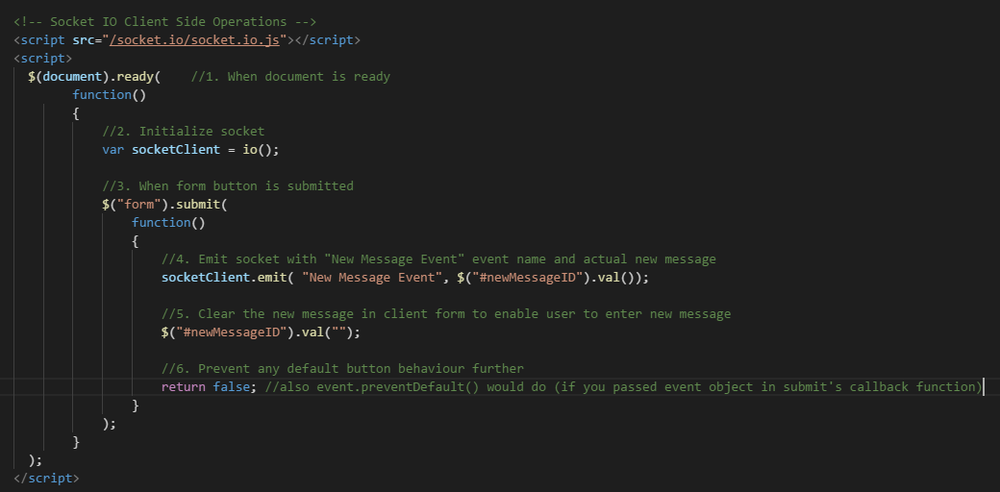 <!-- Socket IO Client Side Operations -->
<script src="/socket.io/socket.io.js"></script>
<script>
$(document).ready(    //1. When document is ready
function()
{
//2. Initialize socket
var socketClient = io();
//3. When form button is submitted
$("form").submit(
function()
{
//4. Emit socket with "New Message Event" event name and actual new message
socketClient.emit( "New Message Event", $("#newMessageID").val());
//5. Clear the new message in client form to enable user to enter new message
$("#newMessageID").val("");
//6. Prevent any default button behaviour further
return false; //also event.preventDefault() would do (if you passed event object in submit's callback function)
}
);
}
);
</script>